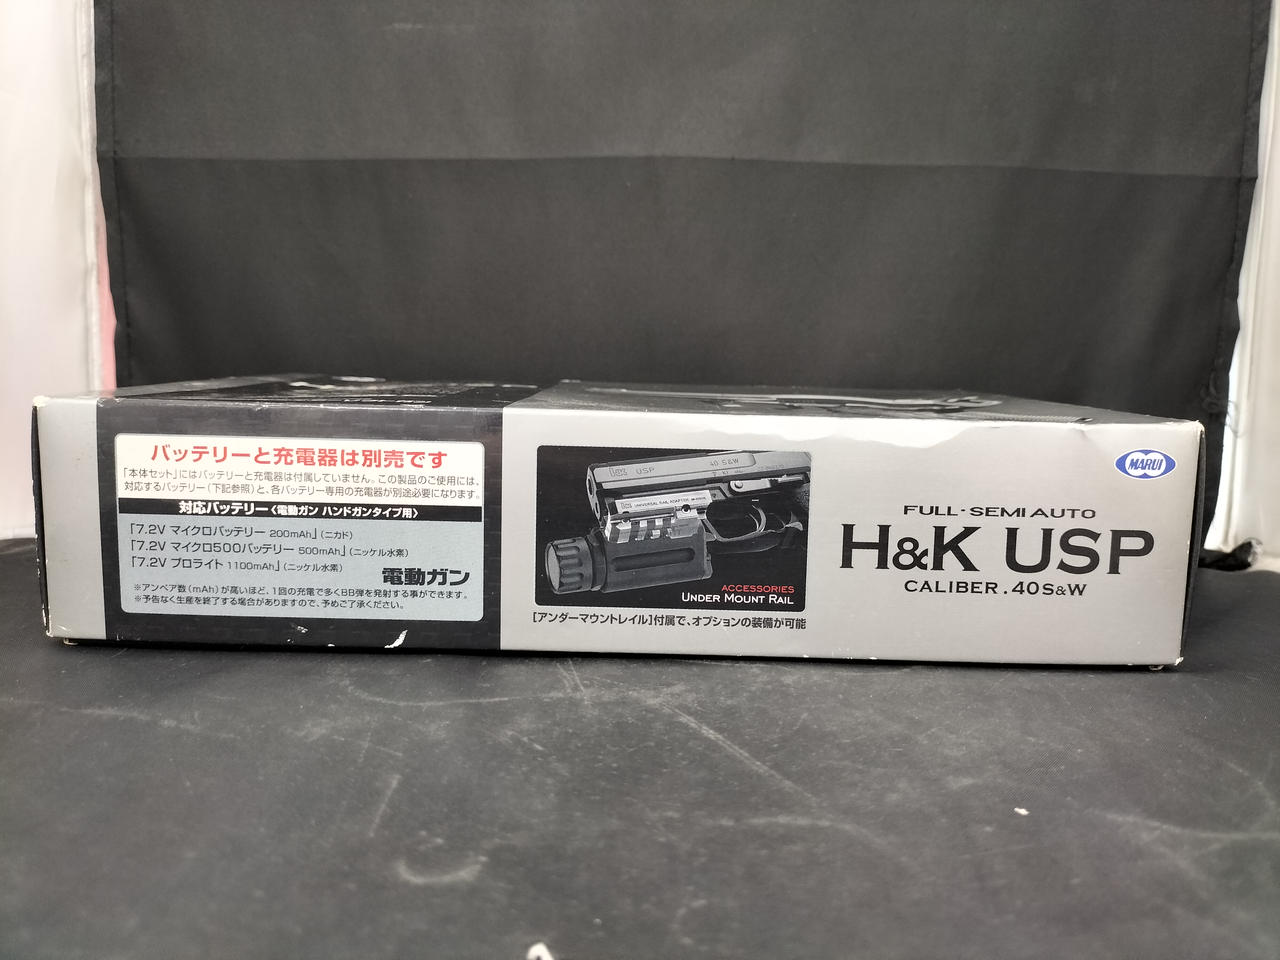 バッテリーと充電器は別売です
「本体セット」にはバッテリーと充電器は付属していません。この製品のご使用には、
対応するバッテリー(下記参照)と、各バッテリー専用の充電器が別途必要になります。
対応バッテリー〈電動ガン ハンドガンタイプ用〉
「7.2V マイクロバッテリー 200mAh」(ニカド)
「7.2V マイクロ500バッテリー 500mAh」(ニッケル水素)
「7.2V プロライト 1100mAh」(ニッケル水素)
電動ガン
※アンペア数(mAh)が高いほど、1回の充電で多くBB弾を発射する事ができます。
※予告なく生産を終了する場合がありますので、予めご了承ください。
USP
.40 S&W
UNIVERSAL RAIL ADAPTER
ACCESSORIES
UNDER MOUNT RAIL
[アンダーマウントレイル]付属で、オプションの装備が可能
MARUI
FULL-SEMI AUTO
H&K USP
CALIBER .40S&W